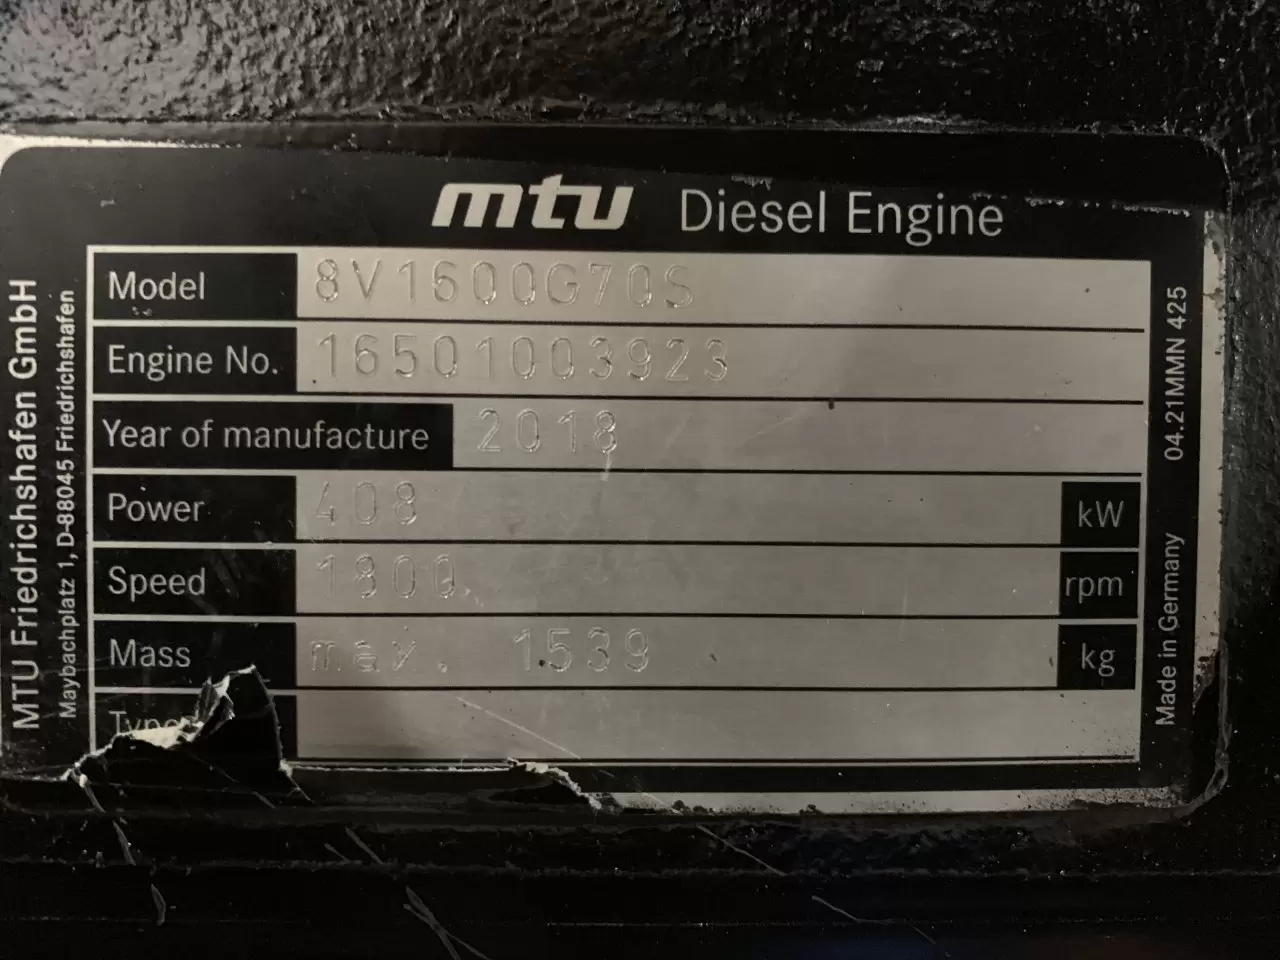 mtu Diesel Engine
Model 8V1600G70S
Engine No. 16501003923
Year of manufacture 2018
Power 408 kW
Speed 1800 rpm
Mass max. 1539 kg
MTU Friedrichshafen GmbH
Maybachplatz 1, D-88045 Friedrichshafen
04.21MMN 425
Made in Germany